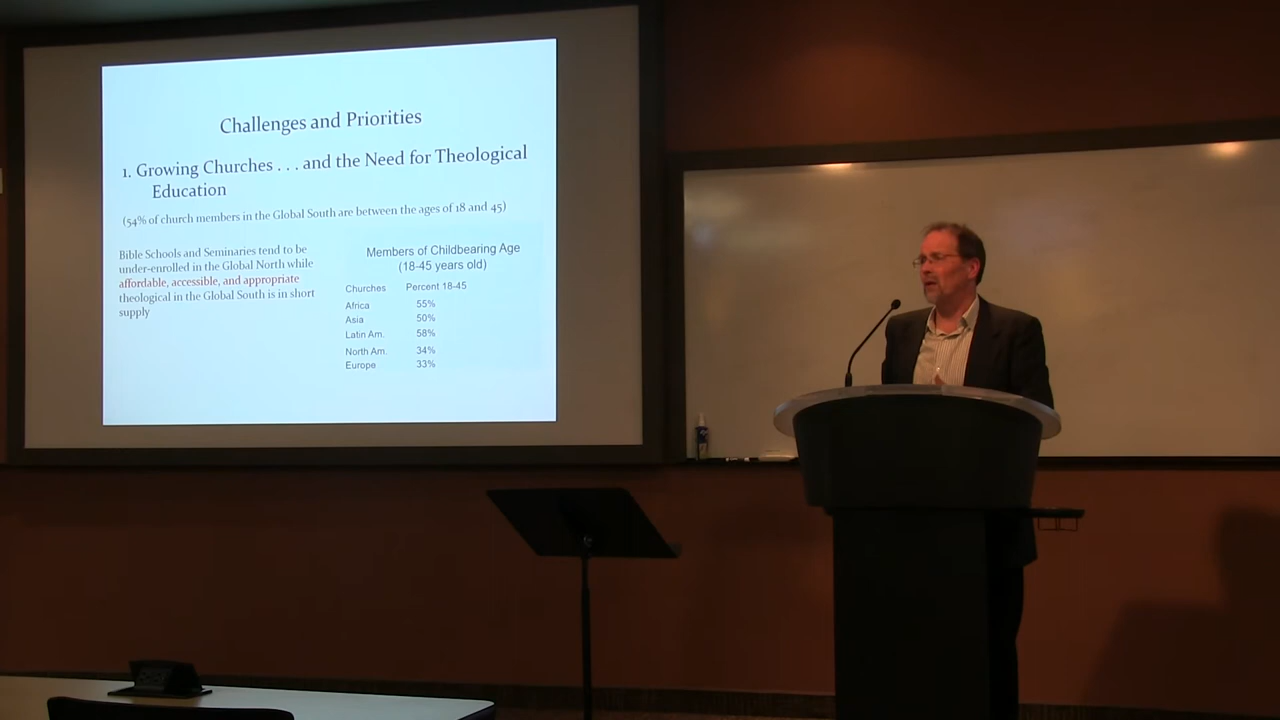 Challenges and Priorities
1. Growing Churches . . . and the Need for Theological
Education
(54% of church members in the Global South are between the ages of 18 and 45)
Bible Schools and Seminaries tend to be
under-enrolled in the Global North while
affordable, accessible, and appropriate
theological in the Global South is in short
supply
Members of Childbearing Age
(18-45 years old)
Churches Percent 18-45
Africa 55%
Asia 50%
Latin Am. 58%
North Am. 34%
Europe 33%